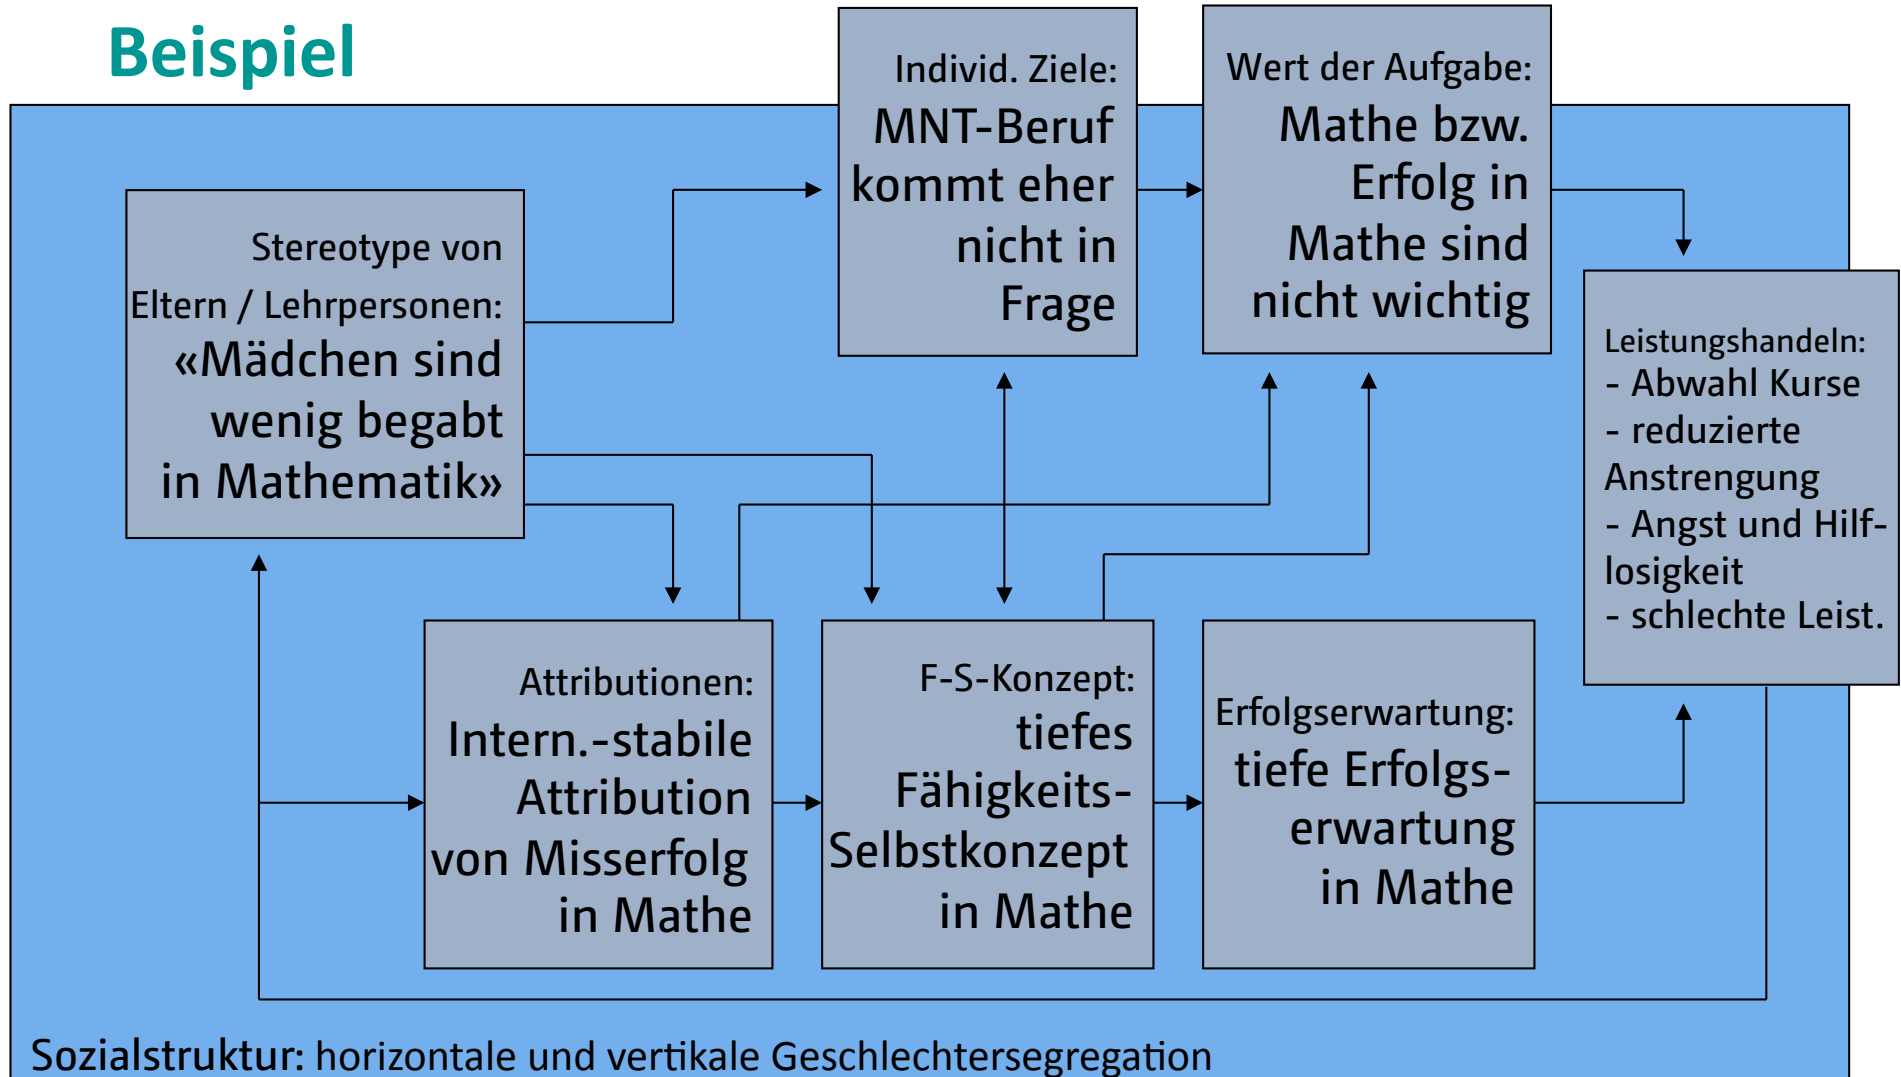 Beispiel
Individ. Ziele:
MNT-Beruf
kommt eher
nicht in
Frage
Wert der Aufgabe:
Mathe bzw.
Erfolg in
Mathe sind
nicht wichtig
Stereotype von
Eltern / Lehrpersonen:
«Mädchen sind
wenig begabt
in Mathematik»
Leistungshandeln:
- Abwahl Kurse
- reduzierte
Anstrengung
- Angst und Hilf-
losigkeit
- schlechte Leist.
Attributionen:
Intern.-stabile
Attribution
von Misserfolg
in Mathe
F-S-Konzept:
tiefes
Fähigkeits-
Selbstkonzept
in Mathe
Erfolgserwartung:
tiefe Erfolgs-
erwartung
in Mathe
Sozialstruktur: horizontale und vertikale Geschlechtersegregation